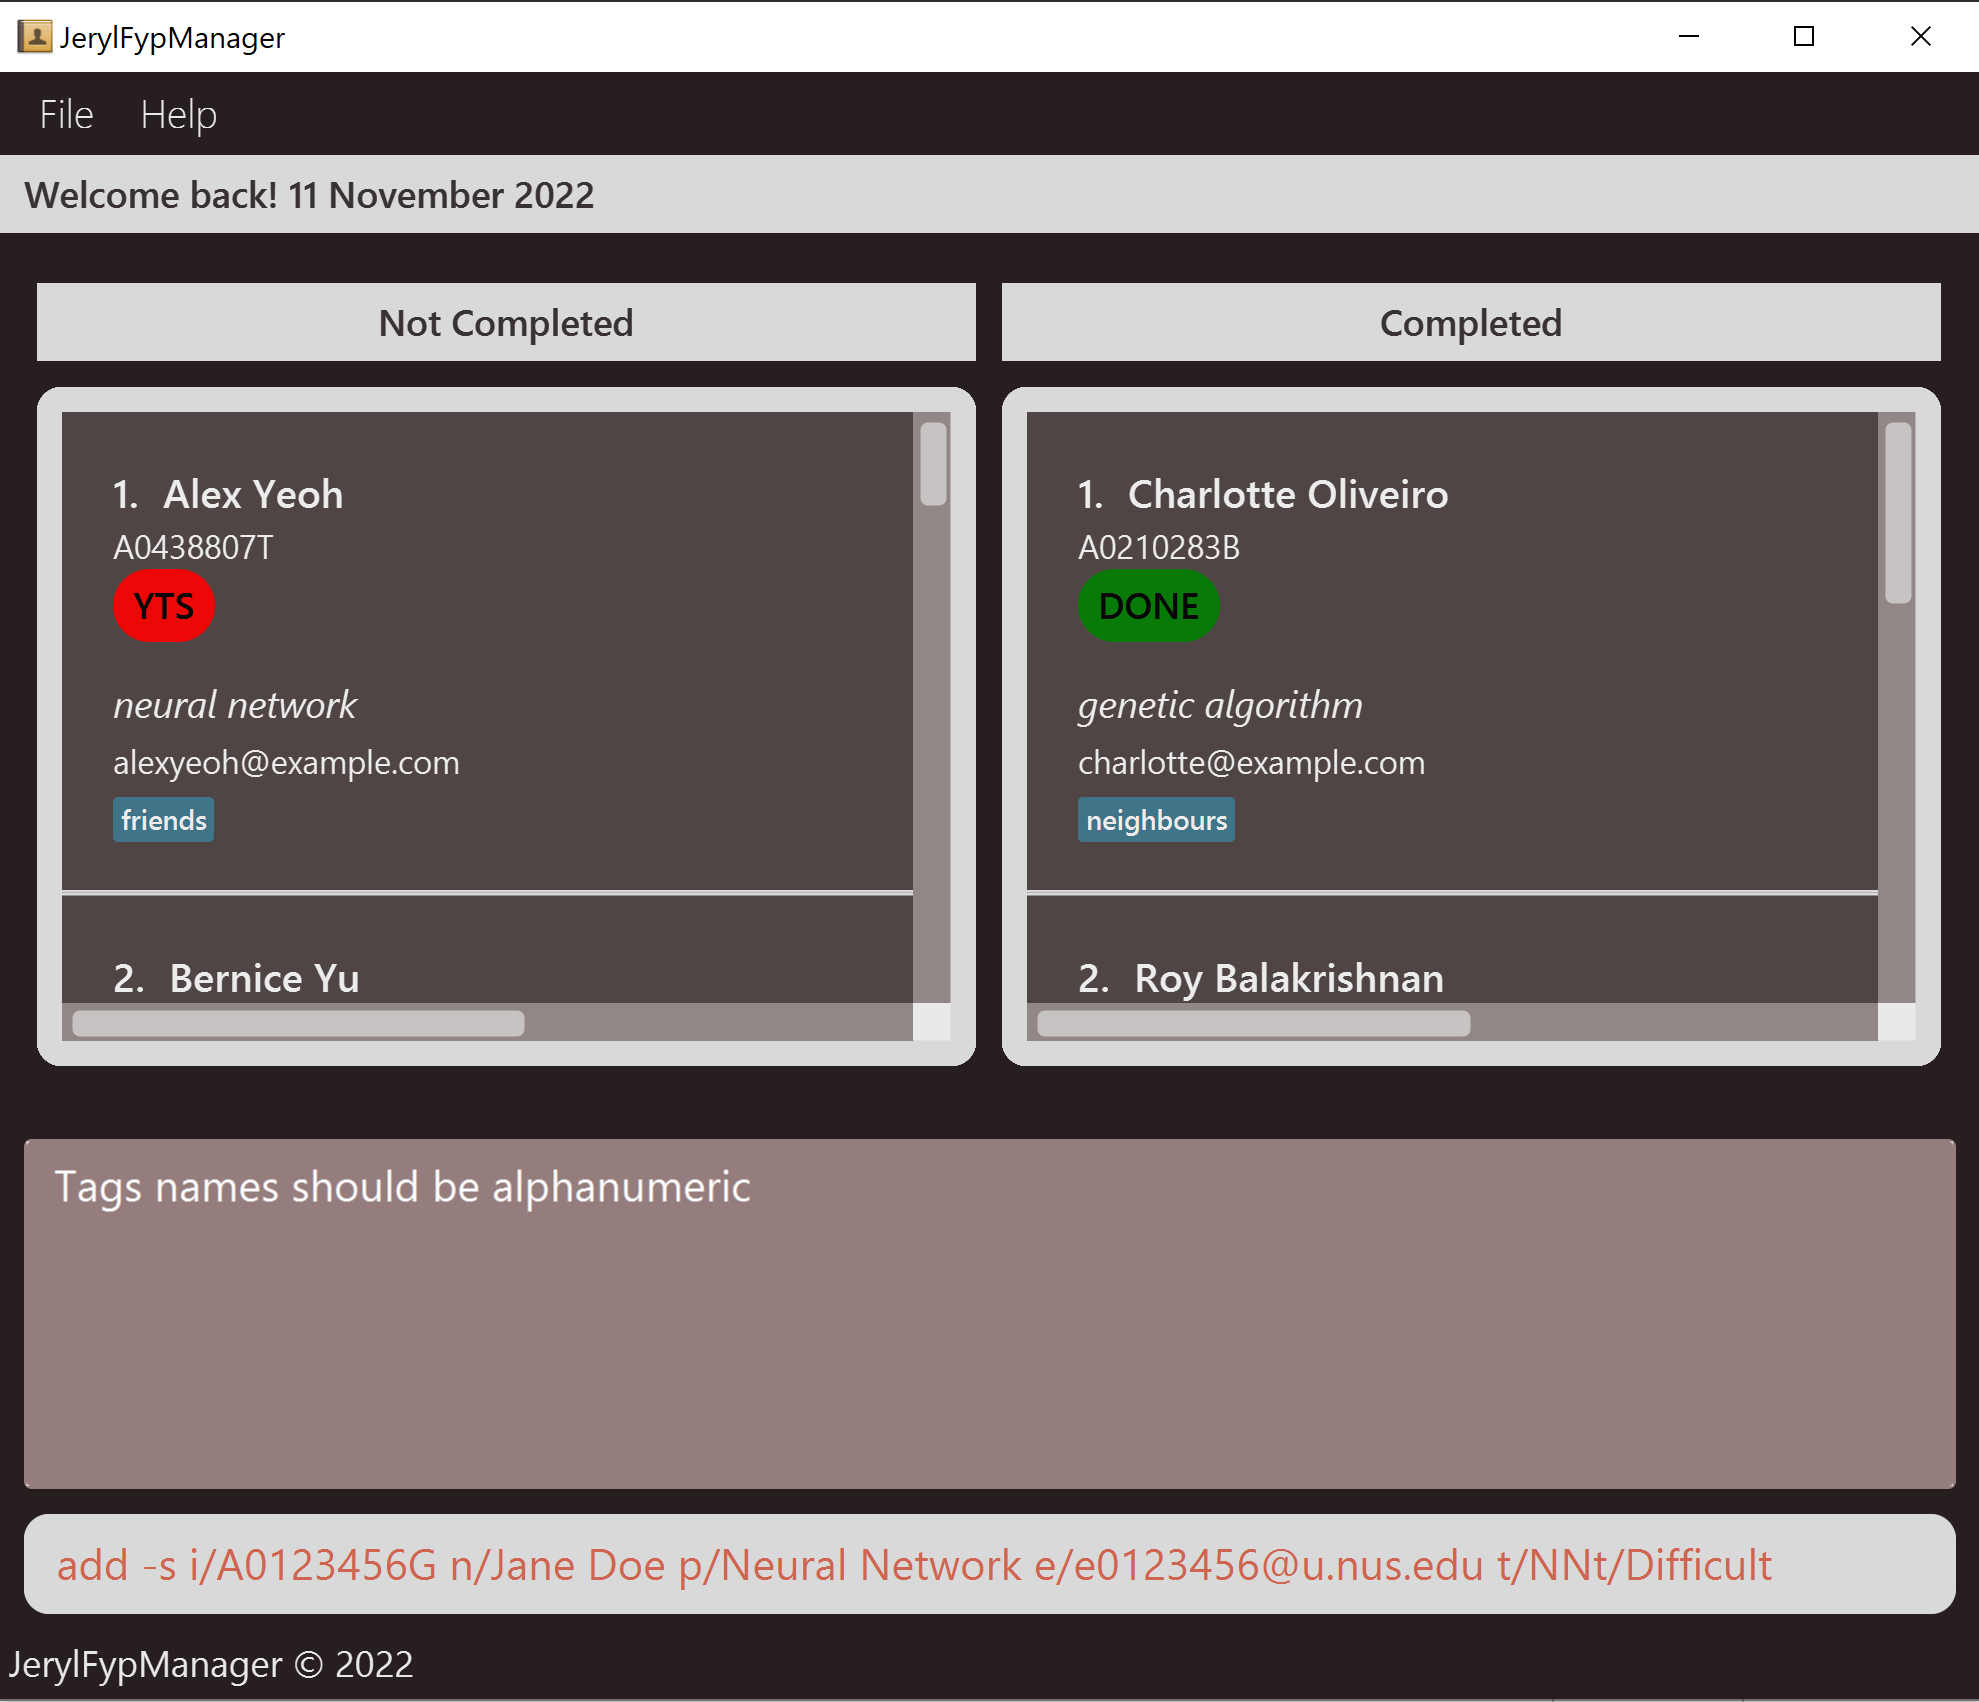 JerylFypManager
File Help
Welcome back! 11 November 2022
Not Completed
1. Alex Yeoh
A0438807T
YTS
neural network
alexyeoh@example.com
friends
2. Bernice Yu
Completed
1. Charlotte Oliveiro
A0210283B
DONE
genetic algorithm
charlotte@example.com
neighbours
2. Roy Balakrishnan
Tags names should be alphanumeric
add -s i/A0123456G n/Jane Doe p/Neural Network e/e0123456@u.nus.edu t/NNt/Difficult
JerylFypManager © 2022